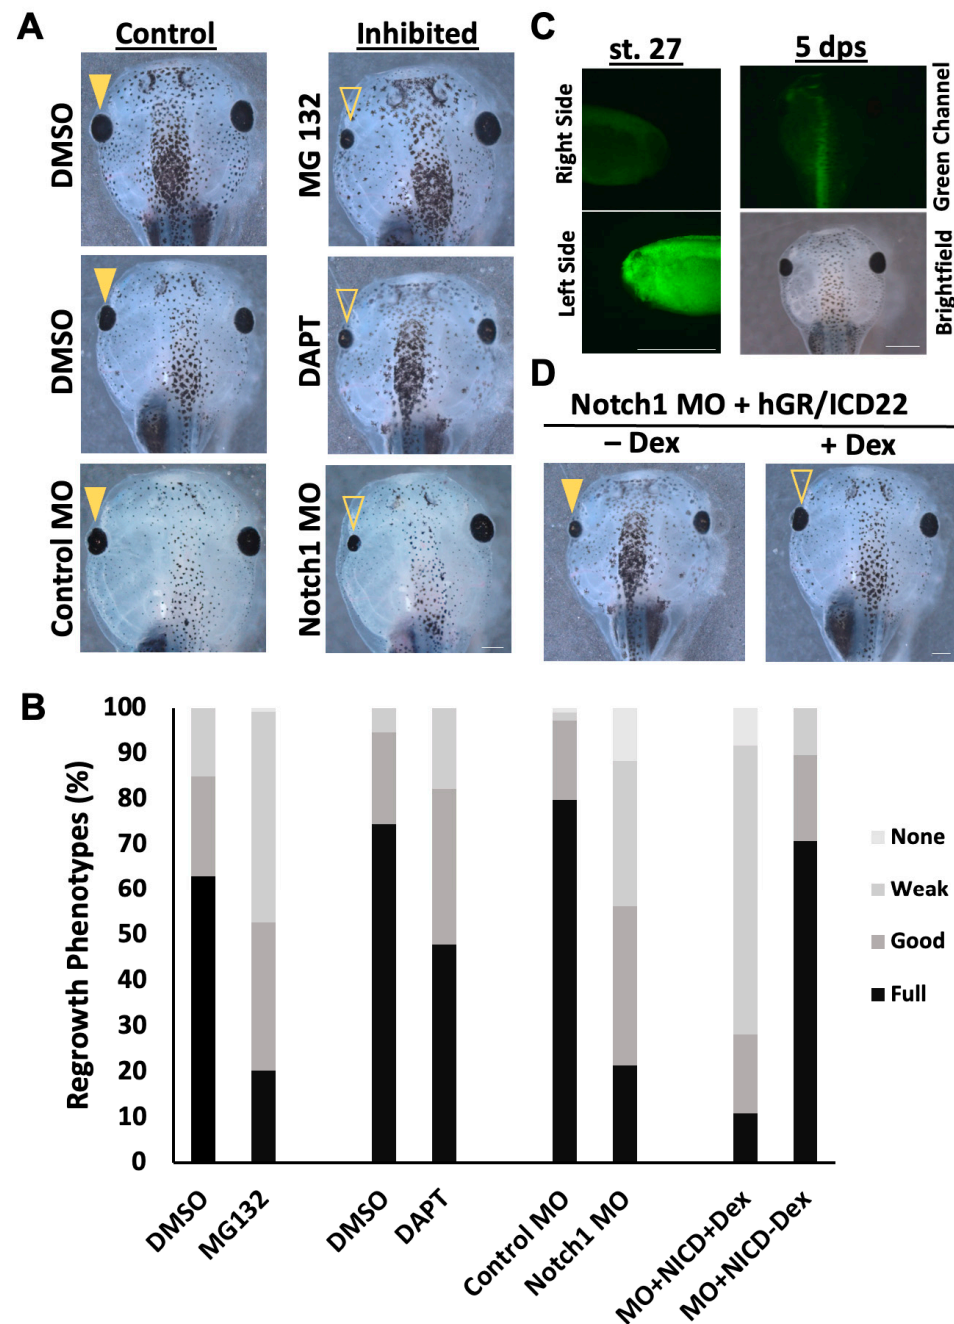 A
Control
Inhibited
DMSO
MG 132
DMSO
DAPT
Control MO
Notch1 MO
C
st. 27
5 dps
Right Side
Green Channel
Left Side
Brightfield
D
Notch1 MO + hGR/ICD22
– Dex
+ Dex
B
Regrowth Phenotypes (%)
100
90
80
70
60
50
40
30
20
10
0
DMSO
MG132
DMSO
DAPT
Control MO
Notch1 MO
MO+NICD+Dex
MO+NICD-Dex
None
Weak
Good
Full